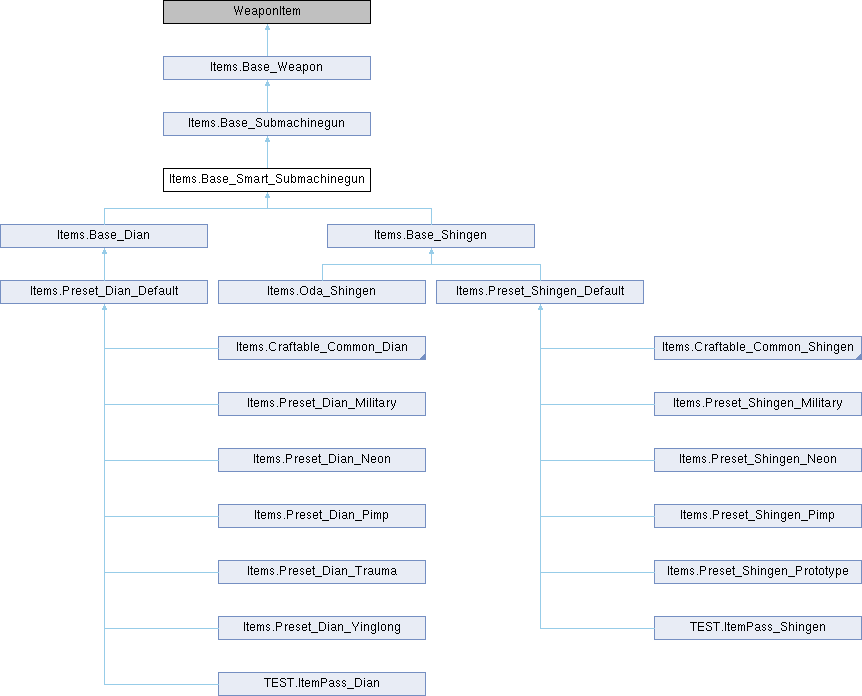 WeaponItem
Items.Base_Weapon
Items.Base_Submachinegun
Items.Base_Smart_Submachinegun
Items.Base_Dian
Items.Base_Shingen
Items.Preset_Dian_Default
Items.Oda_Shingen
Items.Preset_Shingen_Default
Items.Craftable_Common_Dian
Items.Craftable_Common_Shingen
Items.Preset_Dian_Military
Items.Preset_Shingen_Military
Items.Preset_Dian_Neon
Items.Preset_Shingen_Neon
Items.Preset_Dian_Pimp
Items.Preset_Shingen_Pimp
Items.Preset_Dian_Trauma
Items.Preset_Shingen_Prototype
Items.Preset_Dian_Yinglong
TEST.ItemPass_Shingen
TEST.ItemPass_Dian